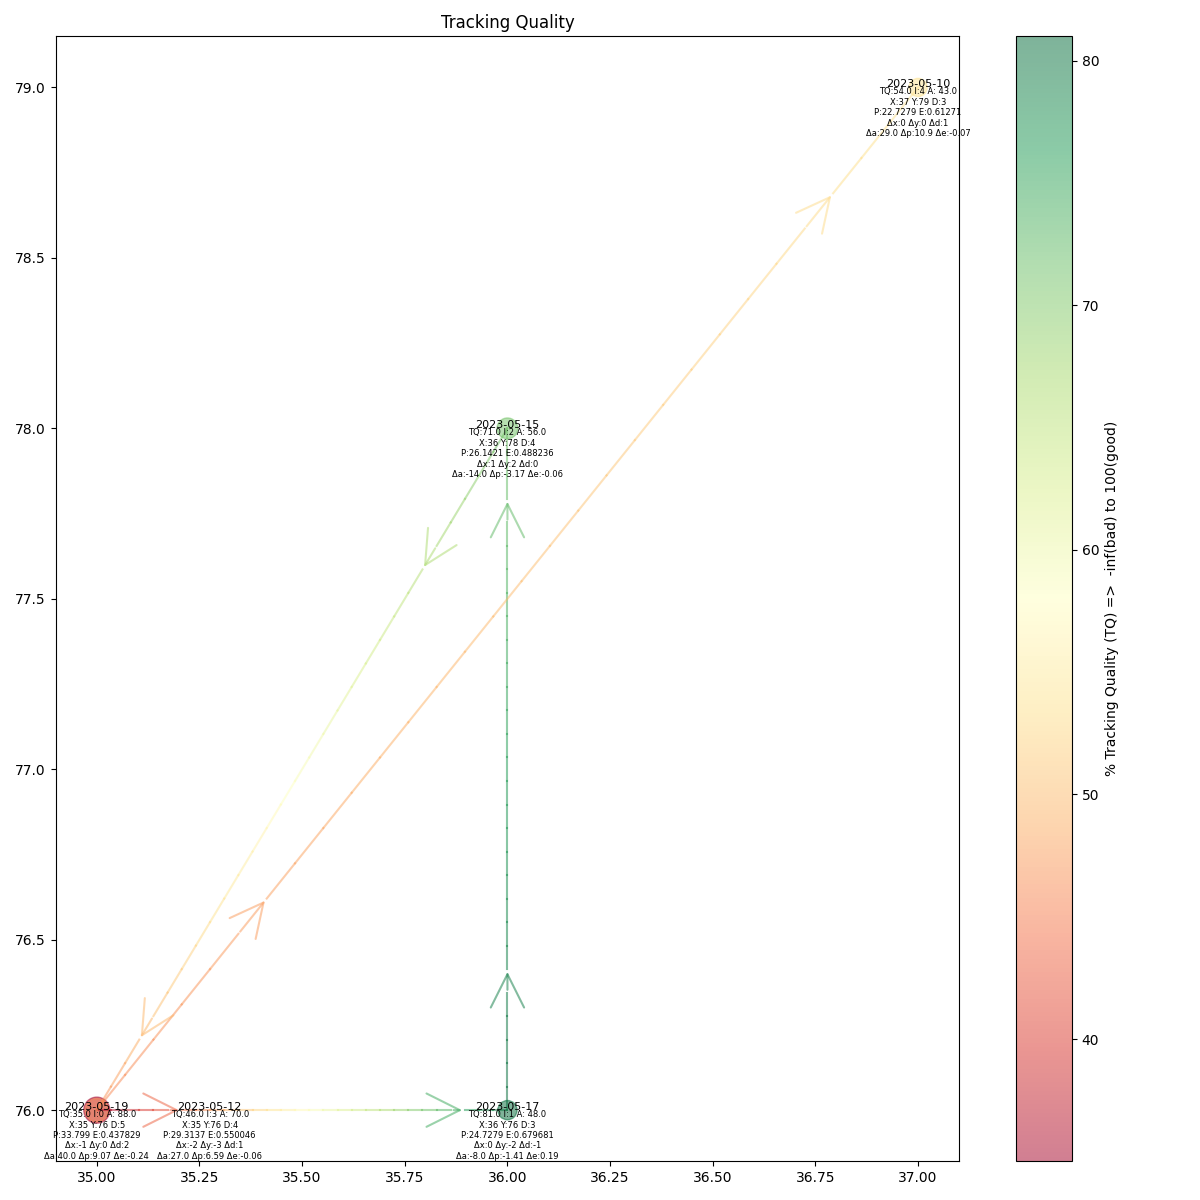 Tracking Quality
79.0
78.5
78.0
77.5
77.0
76.5
76.0
2023-05-10
TQ:54.0 I:4 A: 43.0
X:37 Y:79 D:3
P:22.7279 E:0.61271
Δx:0 Δy:0 Δd:1
Δa:29.0 Δp:10.9 Δe:-0.07
2023-05-15
TQ:71.0 I:2 A: 56.0
X:36 Y:78 D:4
P:26.1421 E:0.488236
Δx:1 Δy:2 Δd:0
Δa:-14.0 Δp:-3.17 Δe:-0.06
2023-05-19
TQ:35.0 I:0 A: 88.0
X:35 Y:76 D:5
P:33.799 E:0.437829
Δx:-1 Δy:0 Δd:2
Δa:40.0 Δp:9.07 Δe:-0.24
2023-05-12
TQ:46.0 I:3 A: 70.0
X:35 Y:76 D:4
P:29.3137 E:0.550046
Δx:-2 Δy:-3 Δd:1
Δa:27.0 Δp:6.59 Δe:-0.06
2023-05-17
TQ:81.0 I:1 A: 48.0
X:36 Y:76 D:3
P:24.7279 E:0.679681
Δx:0 Δy:-2 Δd:-1
Δa:-8.0 Δp:-1.41 Δe:0.19
35.00 35.25 35.50 35.75 36.00 36.25 36.50 36.75 37.00
80
70
60
50
40
% Tracking Quality (TQ) => -inf(bad) to 100(good)